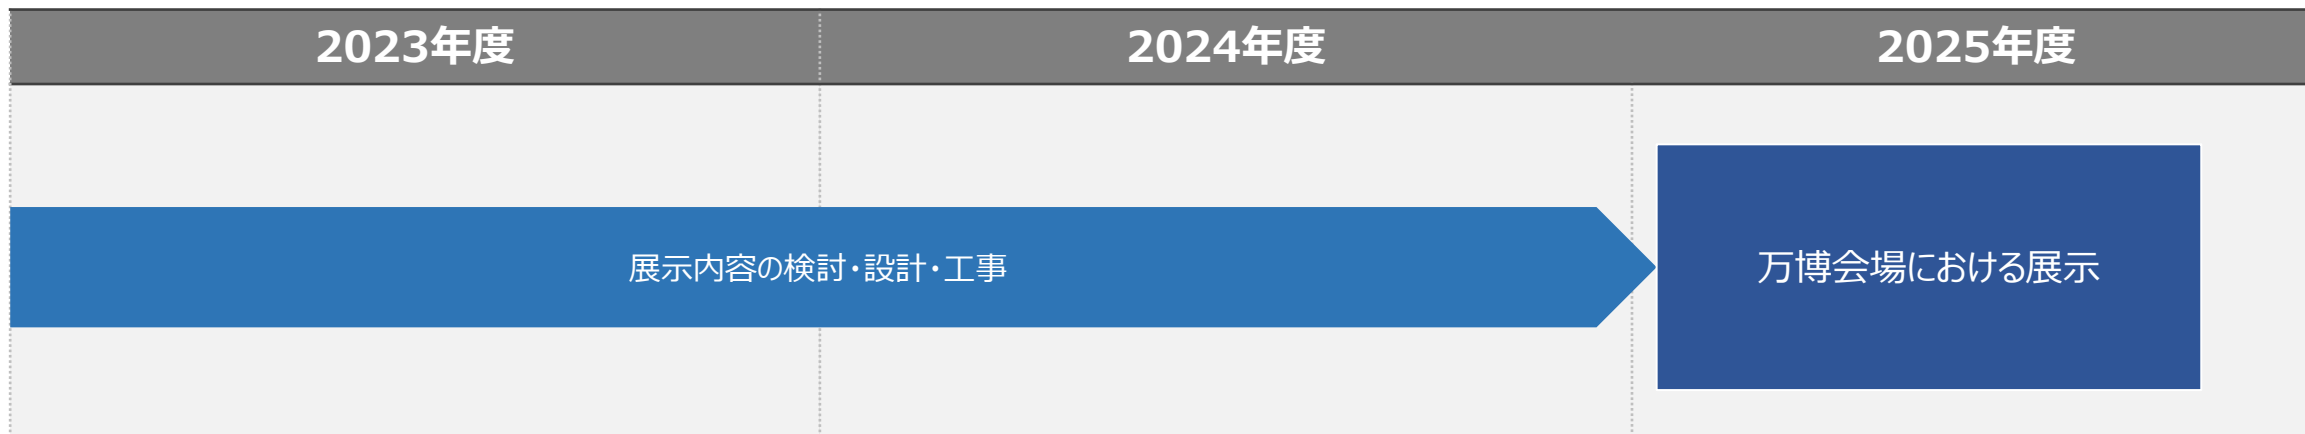 2023年度 2024年度 2025年度
展示内容の検討・設計・工事
万博会場における展示